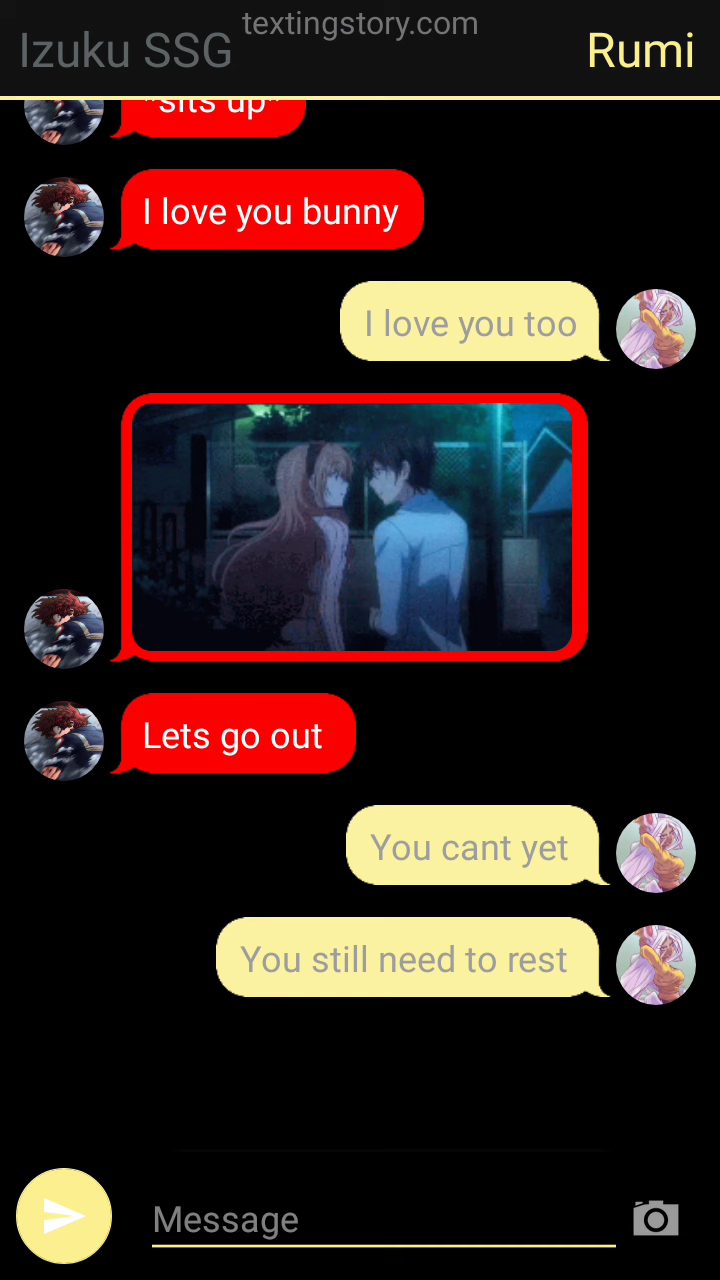 textingstory.com
Izuku SSG
Rumi
*sits up*
I love you bunny
I love you too
Lets go out
You cant yet
You still need to rest
Message